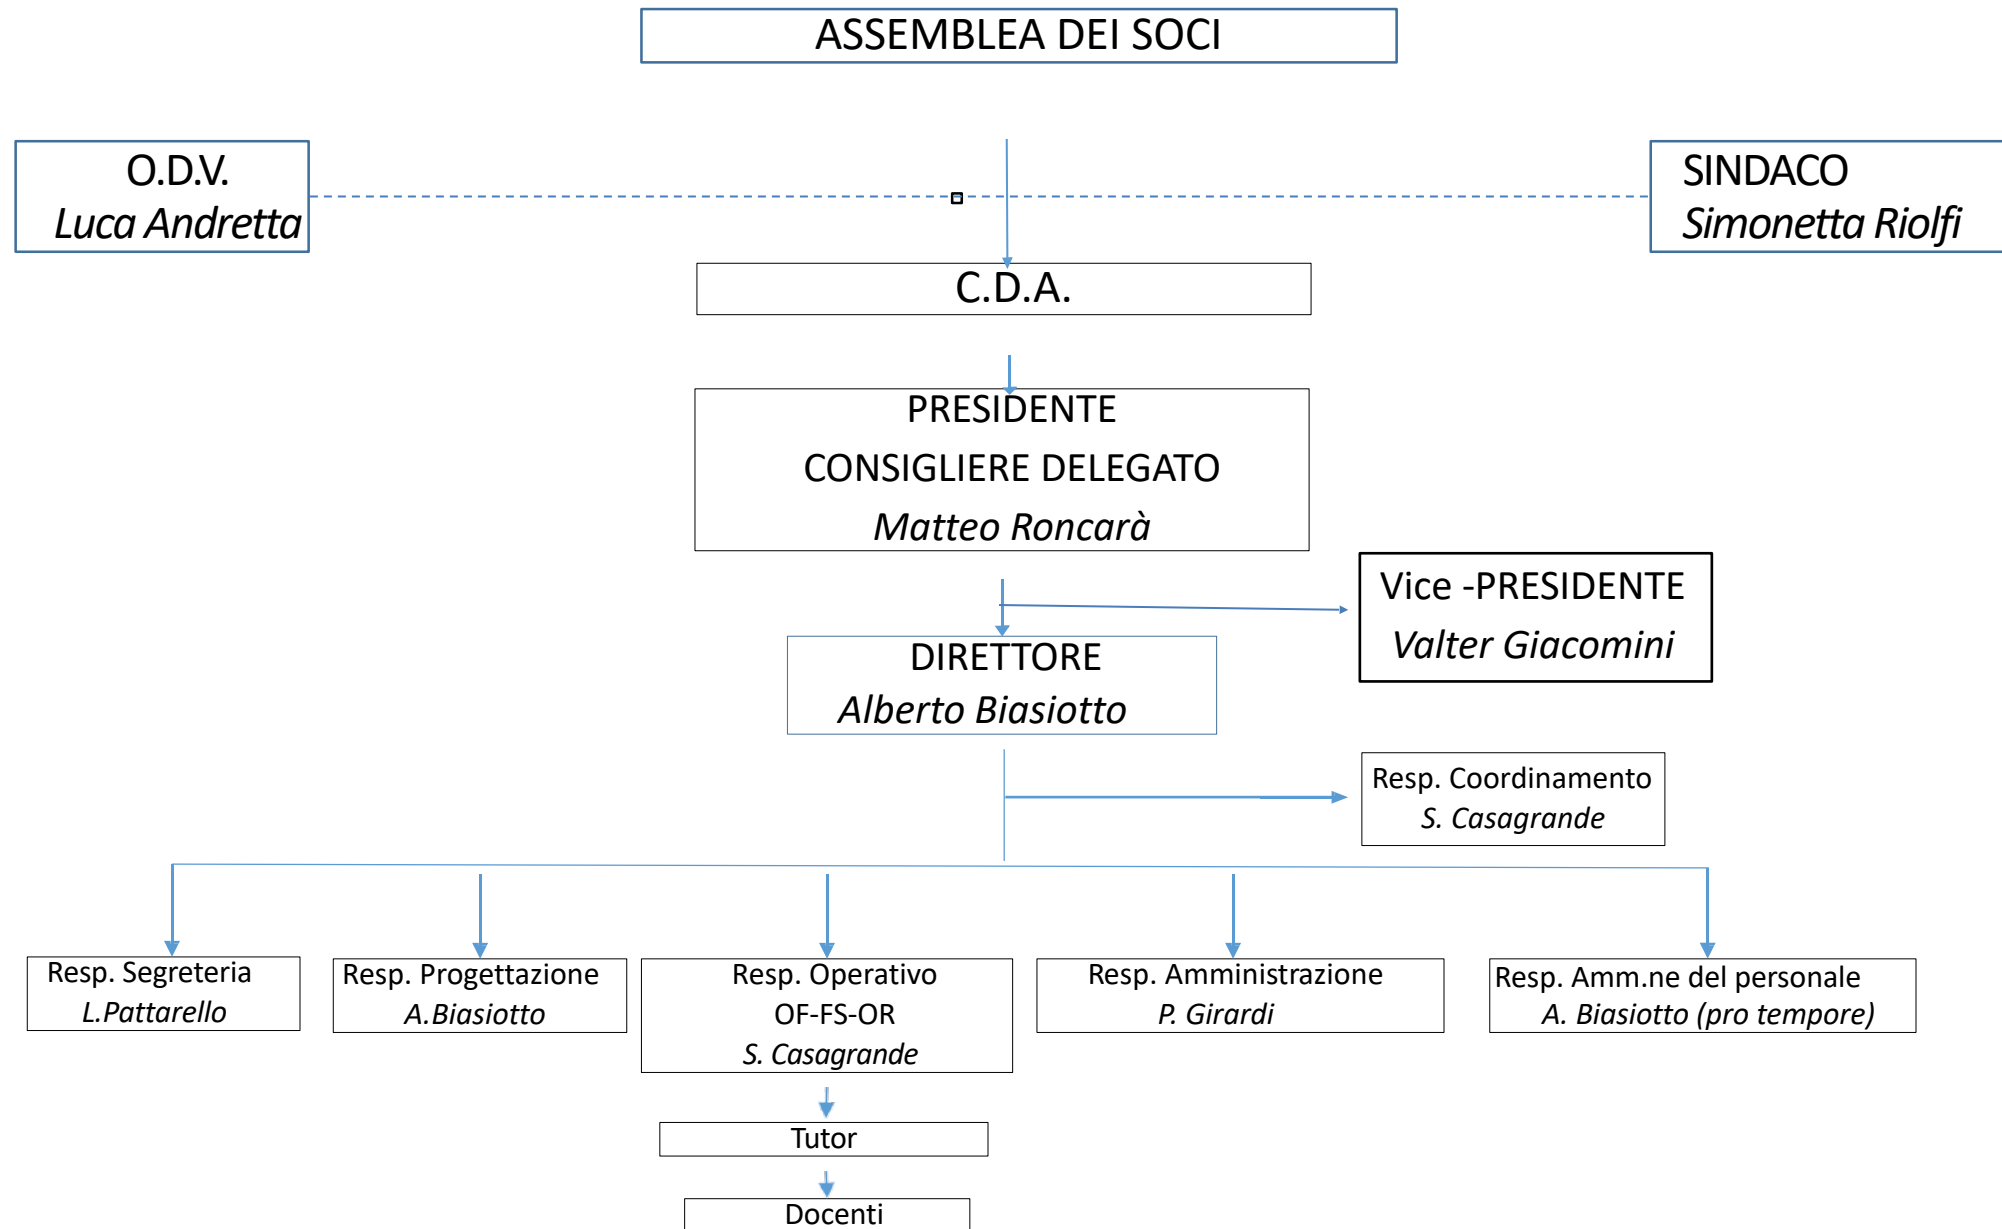 ASSEMBLEA DEI SOCI
O.D.V.
Luca Andretta
SINDACO
Simonetta Riolfi
C.D.A.
PRESIDENTE
CONSIGLIERE DELEGATO
Matteo Roncarà
Vice -PRESIDENTE
Valter Giacomini
DIRETTORE
Alberto Biasiotto
Resp. Coordinamento
S. Casagrande
Resp. Segreteria
L.Pattarello
Resp. Progettazione
A.Biasiotto
Resp. Operativo
OF-FS-OR
S. Casagrande
Resp. Amministrazione
P. Girardi
Resp. Amm.ne del personale
A. Biasiotto (pro tempore)
Tutor
Docenti